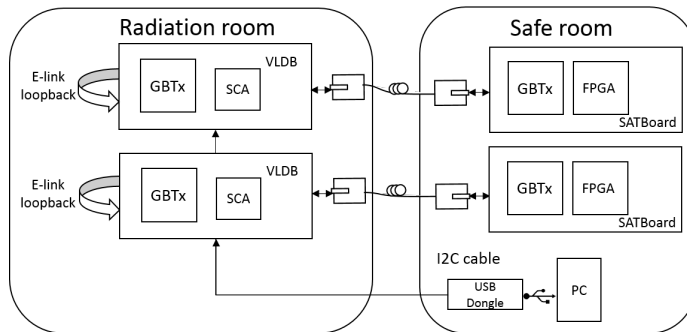 Radiation room
Safe room
E-link
loopback
VLDB
GBTx
SCA
GBTx
FPGA
SATBoard
E-link
loopback
VLDB
GBTx
SCA
GBTx
FPGA
SATBoard
I2C cable
USB
Dongle
PC